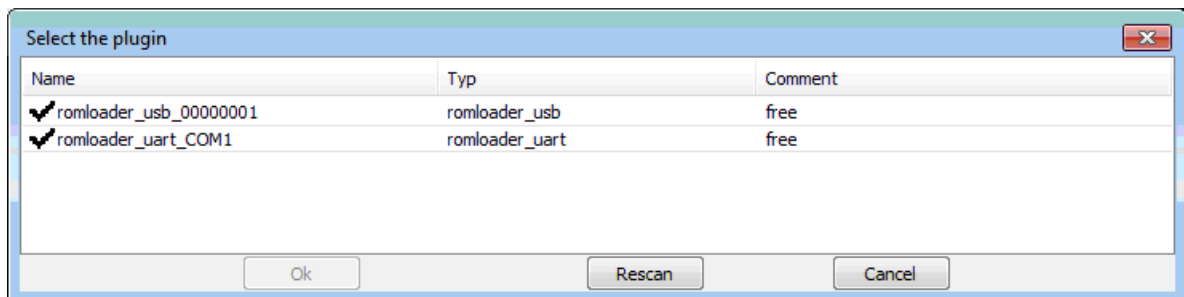 Select the plugin
Name Typ Comment
romloader_usb_00000001 romloader_usb free
romloader_uart_COM1 romloader_uart free
Ok Rescan Cancel